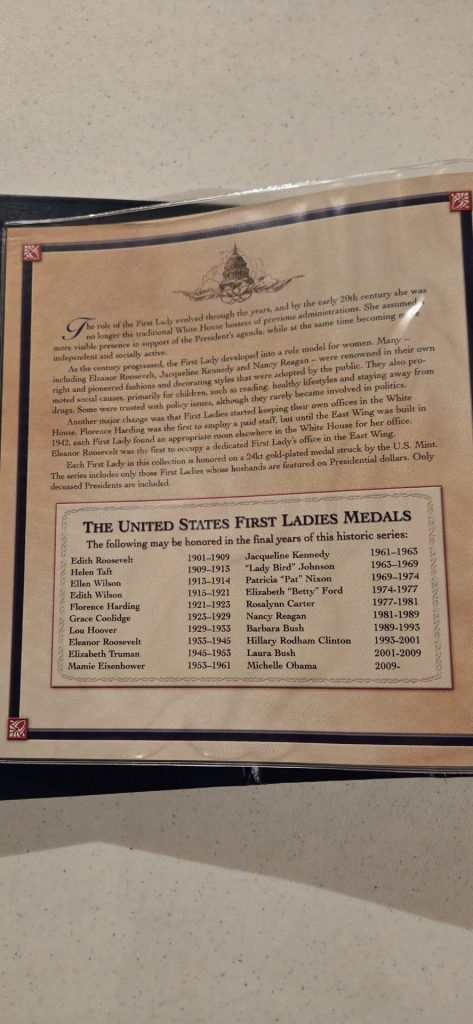 The role of the First Lady evolved through the years, and by the early 20th century she was
no longer the traditional White House hostess of previous administrations. She assumed a
more visible presence in support of the President's agenda, while at the same time becoming more
independent and socially active.
As the century progressed, the First Lady developed into a role model for women. Many –
including Eleanor Roosevelt, Jacqueline Kennedy and Nancy Reagan – were renowned in their own
right and pioneered fashions and decorating styles that were adopted by the public. They also pro-
moted social causes, primarily for children, such as reading, healthy lifestyles and staying away from
drugs. Some were trusted with policy issues, although they rarely became involved in politics.
Another major change was that First Ladies started keeping their own offices in the White
House. Florence Harding was the first to employ a paid staff, but until the East Wing was built in
1942, each First Lady found an appropriate room elsewhere in the White House for her office.
Eleanor Roosevelt was the first to occupy a dedicated First Lady's office in the East Wing.
Each First Lady in this collection is honored on a 24kt gold-plated medal struck by the U.S. Mint.
The series includes only those First Ladies whose husbands are featured on Presidential dollars. Only
deceased Presidents are included.
THE UNITED STATES FIRST LADIES MEDALS
The following may be honored in the final years of this historic series:
Edith Roosevelt 1901–1909
Helen Taft 1909–1913
Ellen Wilson 1913–1914
Edith Wilson 1915–1921
Florence Harding 1921–1923
Grace Coolidge 1923–1929
Lou Hoover 1929–1933
Eleanor Roosevelt 1933–1945
Elizabeth Truman 1945–1953
Mamie Eisenhower 1953–1961
Jacqueline Kennedy 1961–1963
"Lady Bird" Johnson 1963–1969
Patricia "Pat" Nixon 1969–1974
Elizabeth "Betty" Ford 1974-1977
Rosalynn Carter 1977-1981
Nancy Reagan 1981-1989
Barbara Bush 1989-1993
Hillary Rodham Clinton 1993-2001
Laura Bush 2001-2009
Michelle Obama 2009-